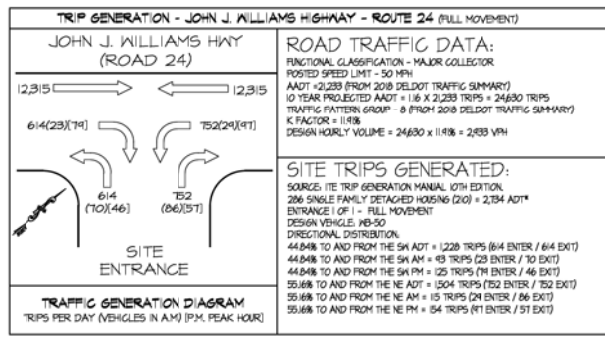 TRIP GENERATION - JOHN J. WILLIAMS HIGHWAY - ROUTE 24 (FULL MOVEMENT)
JOHN J. WILLIAMS HWY
(ROAD 24)
12,315
12,315
614(23)[79]
752(29)[97]
614
(70)[46]
752
(86)[57]
SITE
ENTRANCE
TRAFFIC GENERATION DIAGRAM
TRIPS PER DAY (VEHICLES IN A.M) [P.M. PEAK HOUR]
ROAD TRAFFIC DATA:
FUNCTIONAL CLASSIFICATION - MAJOR COLLECTOR
POSTED SPEED LIMIT - 50 MPH
AADT =21,233 (FROM 2018 DELDOT TRAFFIC SUMMARY)
10 YEAR PROJECTED AADT = 1.16 X 21,233 TRIPS = 24,630 TRIPS
TRAFFIC PATTERN GROUP - 8 (FROM 2018 DELDOT TRAFFIC SUMMARY)
K FACTOR = 11.91%
DESIGN HOURLY VOLUME = 24,630 x 11.91% = 2,933 VPH
SITE TRIPS GENERATED:
SOURCE: ITE TRIP GENERATION MANUAL 10TH EDITION.
286 SINGLE FAMILY DETACHED HOUSING (210) = 2,734 ADT*
ENTRANCE 1 OF 1 - FULL MOVEMENT
DESIGN VEHICLE: WB-50
DIRECTIONAL DISTRIBUTION:
44.84% TO AND FROM THE SW ADT = 1,228 TRIPS (614 ENTER / 614 EXIT)
44.84% TO AND FROM THE SW AM = 93 TRIPS (23 ENTER / 70 EXIT)
44.84% TO AND FROM THE SW PM = 125 TRIPS (79 ENTER / 46 EXIT)
55.16% TO AND FROM THE NE ADT = 1,504 TRIPS (752 ENTER / 752 EXIT)
55.16% TO AND FROM THE NE AM = 115 TRIPS (29 ENTER / 86 EXIT)
55.16% TO AND FROM THE NE PM = 154 TRIPS (97 ENTER / 57 EXIT)